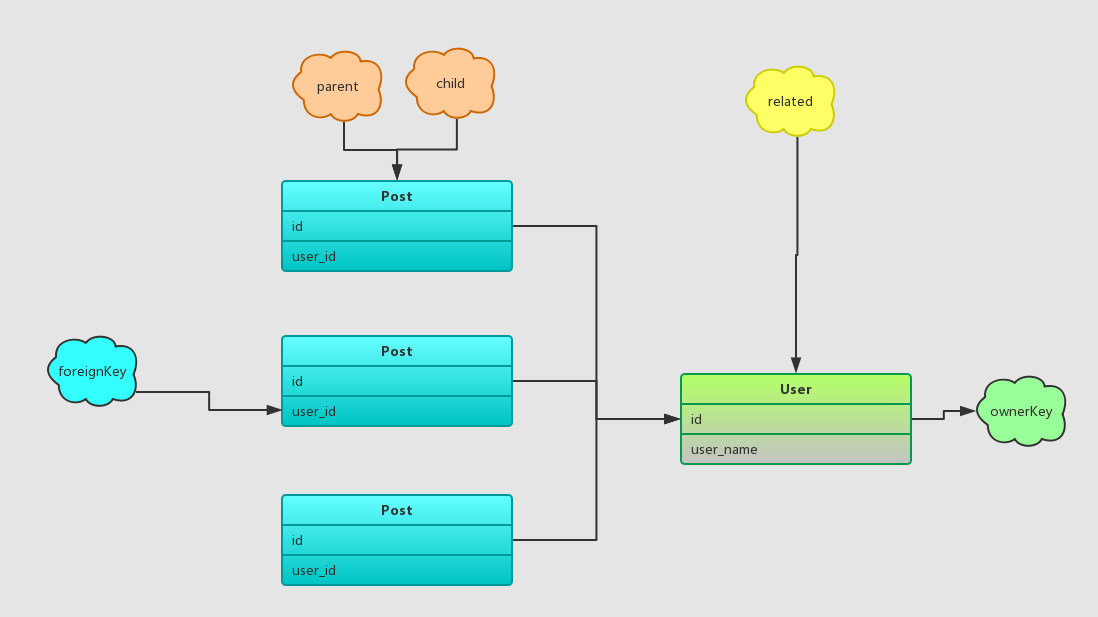 parent
child
related
Post
id
user_id
foreignKey
Post
id
user_id
User
id
user_name
ownerKey
Post
id
user_id